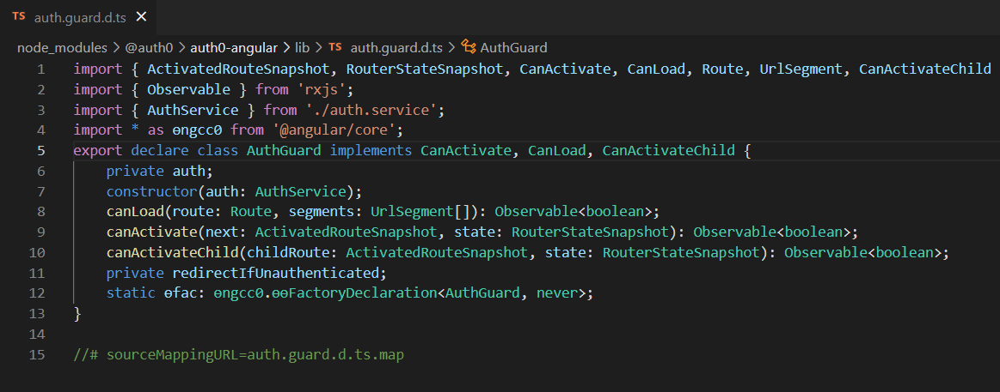 TS auth.guard.d.ts ×
node_modules > @auth0 > auth0-angular > lib > TS auth.guard.d.ts > AuthGuard
1 import { ActivatedRouteSnapshot, RouterStateSnapshot, CanActivate, CanLoad, Route, UrlSegment, CanActivateChild
2 import { Observable } from 'rxjs';
3 import { AuthService } from './auth.service';
4 import * as ɵngcc0 from '@angular/core';
5 export declare class AuthGuard implements CanActivate, CanLoad, CanActivateChild {
6     private auth;
7     constructor(auth: AuthService);
8     canLoad(route: Route, segments: UrlSegment[]): Observable<boolean>;
9     canActivate(next: ActivatedRouteSnapshot, state: RouterStateSnapshot): Observable<boolean>;
10     canActivateChild(childRoute: ActivatedRouteSnapshot, state: RouterStateSnapshot): Observable<boolean>;
11     private redirectIfUnauthenticated;
12     static ɵfac: ɵngcc0.ɵɵFactoryDeclaration<AuthGuard, never>;
13 }
14
15 //# sourceMappingURL=auth.guard.d.ts.map